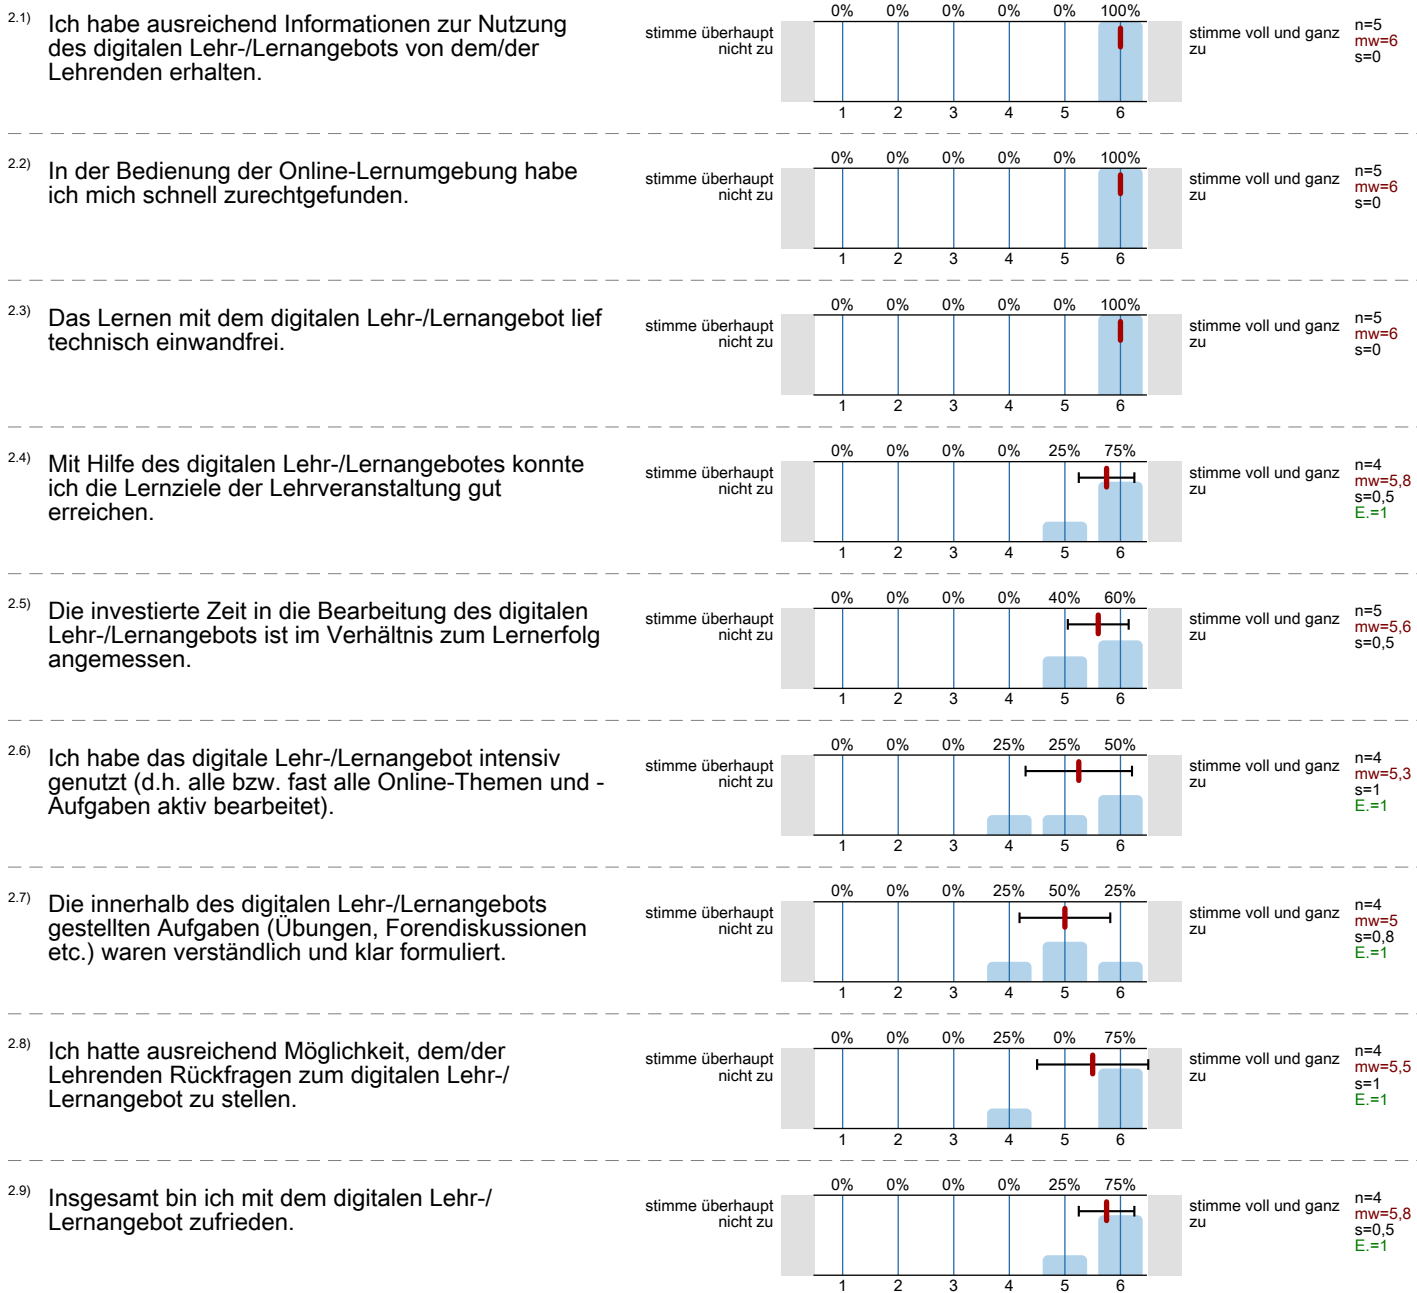 2.1) Ich habe ausreichend Informationen zur Nutzung
des digitalen Lehr-/Lernangebots von dem/der
Lehrenden erhalten.
stimme überhaupt
nicht zu
0% 0% 0% 0% 0% 100%
1 2 3 4 5 6
stimme voll und ganz
zu
n=5
mw=6
s=0
2.2) In der Bedienung der Online-Lernumgebung habe
ich mich schnell zurechtgefunden.
stimme überhaupt
nicht zu
0% 0% 0% 0% 0% 100%
1 2 3 4 5 6
stimme voll und ganz
zu
n=5
mw=6
s=0
2.3) Das Lernen mit dem digitalen Lehr-/Lernangebot lief
technisch einwandfrei.
stimme überhaupt
nicht zu
0% 0% 0% 0% 0% 100%
1 2 3 4 5 6
stimme voll und ganz
zu
n=5
mw=6
s=0
2.4) Mit Hilfe des digitalen Lehr-/Lernangebotes konnte
ich die Lernziele der Lehrveranstaltung gut
erreichen.
stimme überhaupt
nicht zu
0% 0% 0% 0% 25% 75%
1 2 3 4 5 6
stimme voll und ganz
zu
n=4
mw=5,8
s=0,5
E.=1
2.5) Die investierte Zeit in die Bearbeitung des digitalen
Lehr-/Lernangebots ist im Verhältnis zum Lernerfolg
angemessen.
stimme überhaupt
nicht zu
0% 0% 0% 0% 40% 60%
1 2 3 4 5 6
stimme voll und ganz
zu
n=5
mw=5,6
s=0,5
2.6) Ich habe das digitale Lehr-/Lernangebot intensiv
genutzt (d.h. alle bzw. fast alle Online-Themen und -
Aufgaben aktiv bearbeitet).
stimme überhaupt
nicht zu
0% 0% 0% 25% 25% 50%
1 2 3 4 5 6
stimme voll und ganz
zu
n=4
mw=5,3
s=1
E.=1
2.7) Die innerhalb des digitalen Lehr-/Lernangebots
gestellten Aufgaben (Übungen, Forendiskussionen
etc.) waren verständlich und klar formuliert.
stimme überhaupt
nicht zu
0% 0% 0% 25% 50% 25%
1 2 3 4 5 6
stimme voll und ganz
zu
n=4
mw=5
s=0,8
E.=1
2.8) Ich hatte ausreichend Möglichkeit, dem/der
Lehrenden Rückfragen zum digitalen Lehr-/
Lernangebot zu stellen.
stimme überhaupt
nicht zu
0% 0% 0% 25% 0% 75%
1 2 3 4 5 6
stimme voll und ganz
zu
n=4
mw=5,5
s=1
E.=1
2.9) Insgesamt bin ich mit dem digitalen Lehr-/
Lernangebot zufrieden.
stimme überhaupt
nicht zu
0% 0% 0% 0% 25% 75%
1 2 3 4 5 6
stimme voll und ganz
zu
n=4
mw=5,8
s=0,5
E.=1